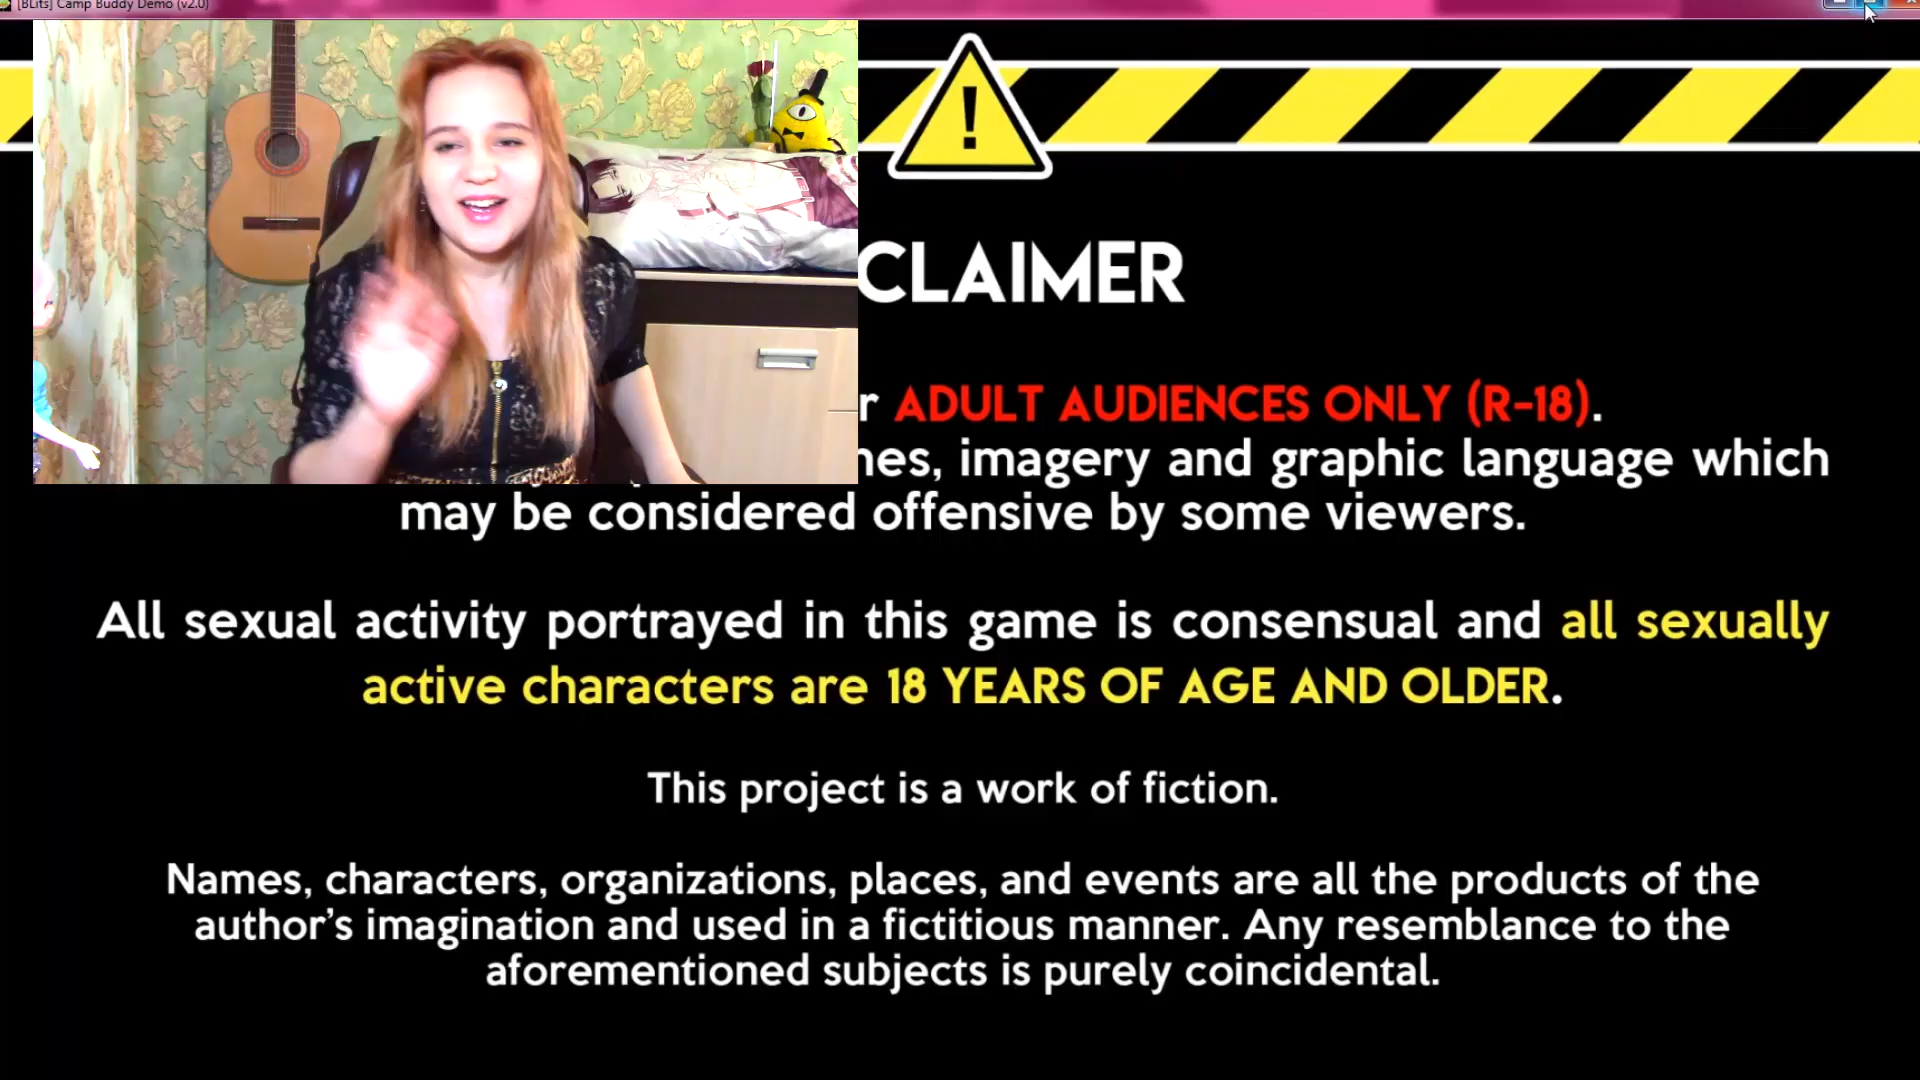 [BLits] Camp Buddy Demo (v2.0)
!
CLAIMER
r ADULT AUDIENCES ONLY (R-18).
nes, imagery and graphic language which
may be considered offensive by some viewers.
All sexual activity portrayed in this game is consensual and all sexually
active characters are 18 YEARS OF AGE AND OLDER.
This project is a work of fiction.
Names, characters, organizations, places, and events are all the products of the
author's imagination and used in a fictitious manner. Any resemblance to the
aforementioned subjects is purely coincidental.